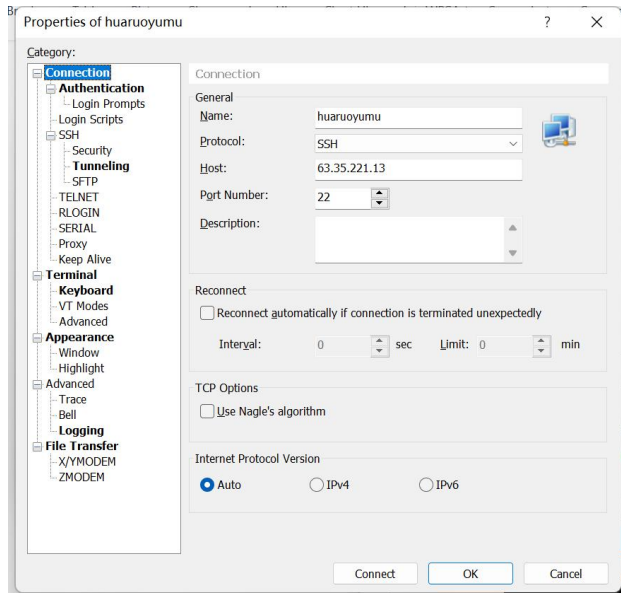 Properties of huaruoyumu
?
Category:
Connection
Authentication
Login Prompts
Login Scripts
SSH
Security
Tunneling
SFTP
TELNET
RLOGIN
SERIAL
Proxy
Keep Alive
Terminal
Keyboard
VT Modes
Advanced
Appearance
Window
Highlight
Advanced
Trace
Bell
Logging
File Transfer
X/YMODEM
ZMODEM
Connection
General
Name: huaruoyumu
Protocol: SSH
Host: 63.35.221.13
Port Number: 22
Description:
Reconnect
Reconnect automatically if connection is terminated unexpectedly
Interval: 0 sec Limit: 0 min
TCP Options
Use Nagle's algorithm
Internet Protocol Version
Auto IPv4 IPv6
Connect OK Cancel